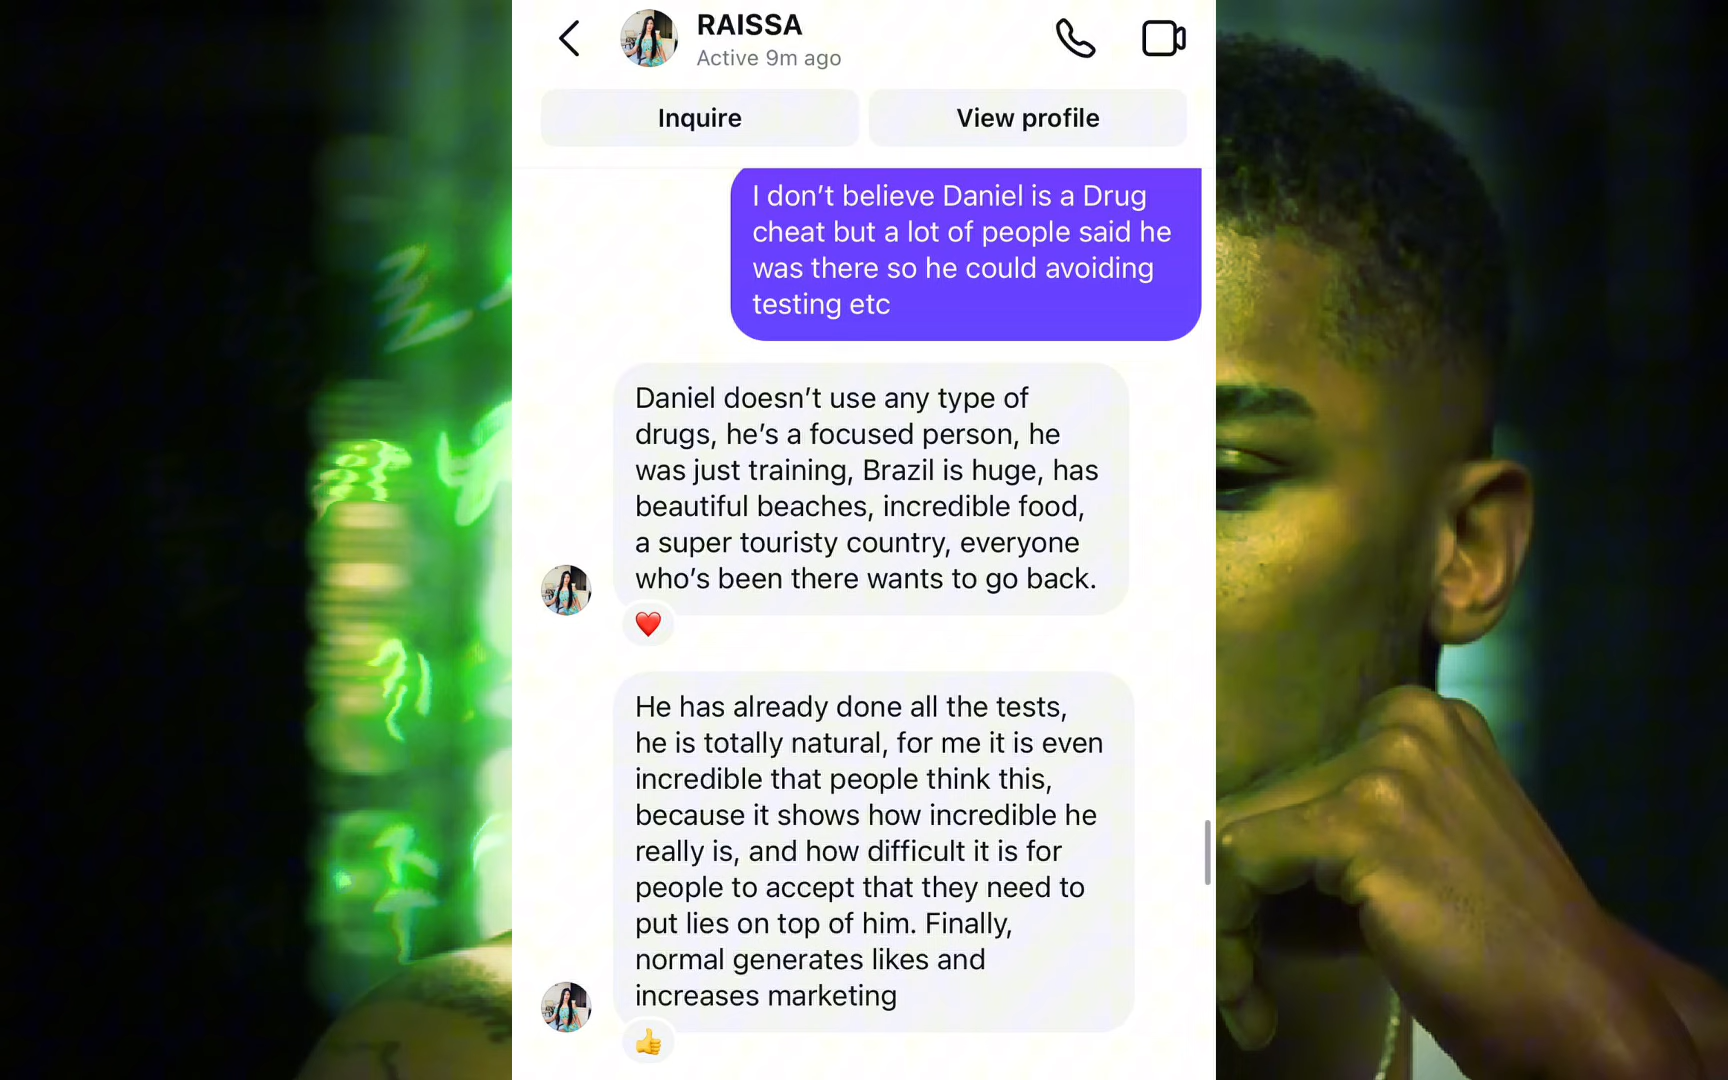 RAISSA
Active 9m ago
Inquire
View profile
I don't believe Daniel is a Drug
cheat but a lot of people said he
was there so he could avoiding
testing etc
Daniel doesn't use any type of
drugs, he's a focused person, he
was just training, Brazil is huge, has
beautiful beaches, incredible food,
a super touristy country, everyone
who's been there wants to go back.
He has already done all the tests,
he is totally natural, for me it is even
incredible that people think this,
because it shows how incredible he
really is, and how difficult it is for
people to accept that they need to
put lies on top of him. Finally,
normal generates likes and
increases marketing